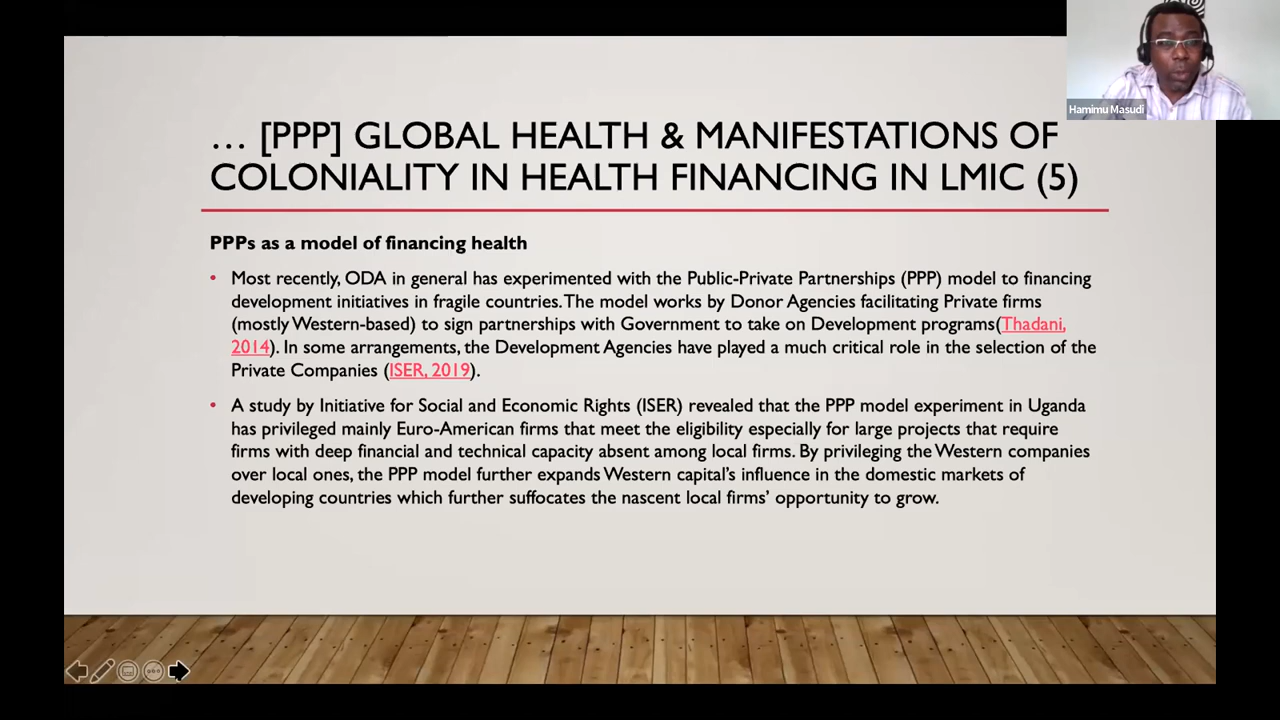 Hamimu Masudi
… [PPP] GLOBAL HEALTH & MANIFESTATIONS OF
COLONIALITY IN HEALTH FINANCING IN LMIC (5)
PPPs as a model of financing health
• Most recently, ODA in general has experimented with the Public-Private Partnerships (PPP) model to financing
development initiatives in fragile countries. The model works by Donor Agencies facilitating Private firms
(mostly Western-based) to sign partnerships with Government to take on Development programs(Thadani,
2014). In some arrangements, the Development Agencies have played a much critical role in the selection of the
Private Companies (ISER, 2019).
• A study by Initiative for Social and Economic Rights (ISER) revealed that the PPP model experiment in Uganda
has privileged mainly Euro-American firms that meet the eligibility especially for large projects that require
firms with deep financial and technical capacity absent among local firms. By privileging the Western companies
over local ones, the PPP model further expands Western capital's influence in the domestic markets of
developing countries which further suffocates the nascent local firms' opportunity to grow.